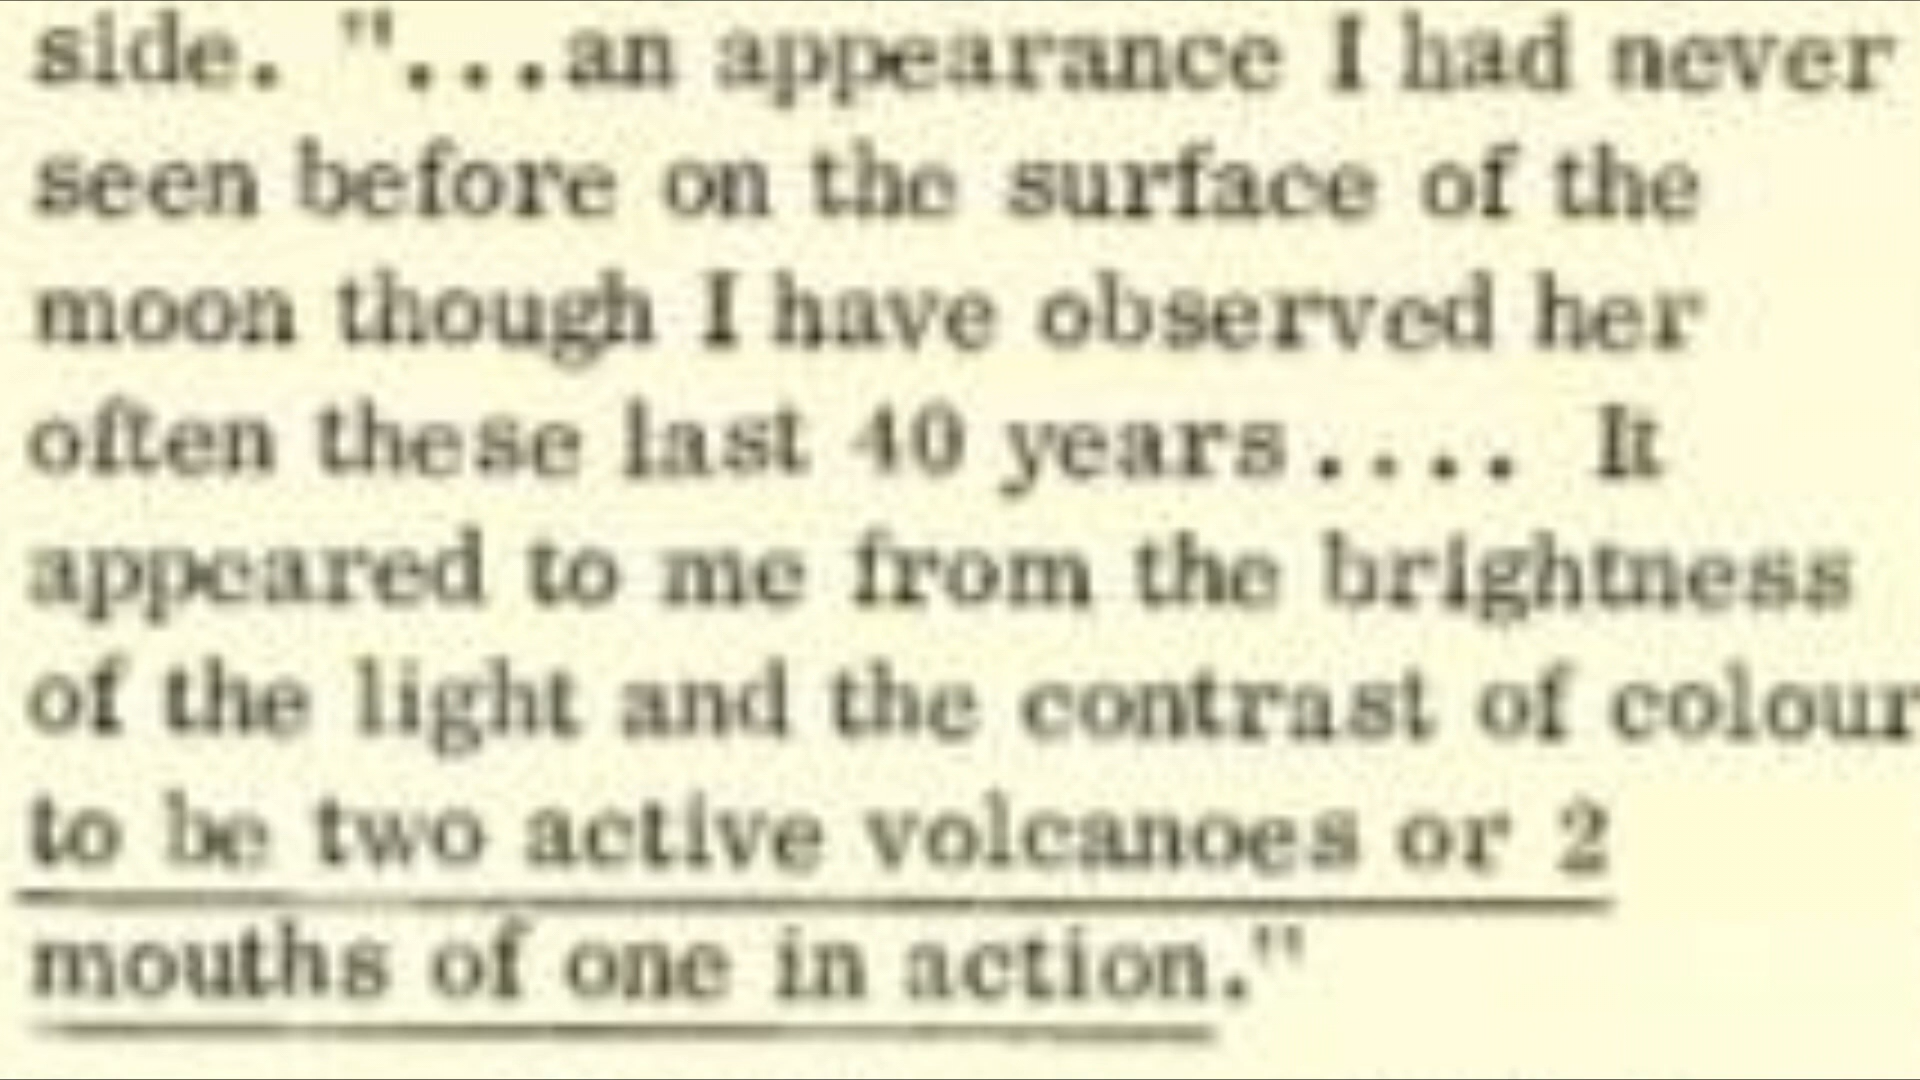 side. "...an appearance I had never
seen before on the surface of the
moon though I have observed her
often these last 40 years.... It
appeared to me from the brightness
of the light and the contrast of colour
to be two active volcanoes or 2
mouths of one in action."